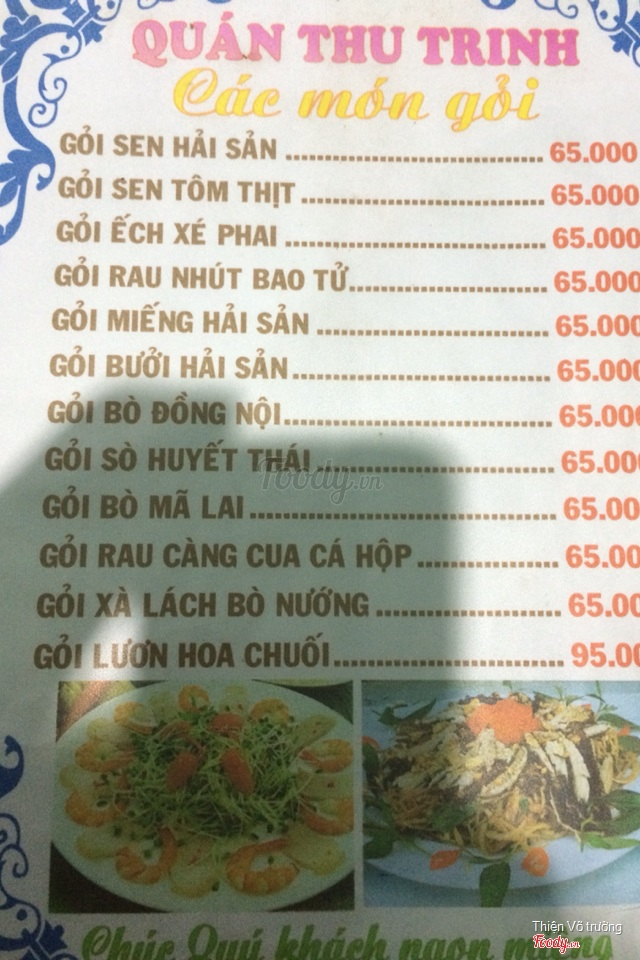 QUÁN THU TRINH
Các món gỏi
GỎI SEN HẢI SẢN ........ 65.000
GỎI SEN TÔM THỊT ........ 65.000
GỎI ẾCH XÉ PHAI ........ 65.000
GỎI RAU NHÚT BAO TỬ ........ 65.000
GỎI MIẾNG HẢI SẢN ........ 65.000
GỎI BƯỞI HẢI SẢN ........ 65.000
GỎI BÒ ĐỒNG NỘI ........ 65.000
GỎI SÒ HUYẾT THÁI ........ 65.000
Foody.vn
GỎI BÒ MÃ LAI ........ 65.00
GỎI RAU CÀNG CUA CÁ HỘP ........ 65.00
GỎI XÀ LÁCH BÒ NƯỚNG ........ 65.00
GỎI LƯƠN HOA CHUỐI ........ 95.00
Thiện Võ trường
Foody.vn
Chúc Quý khách ngon miệng